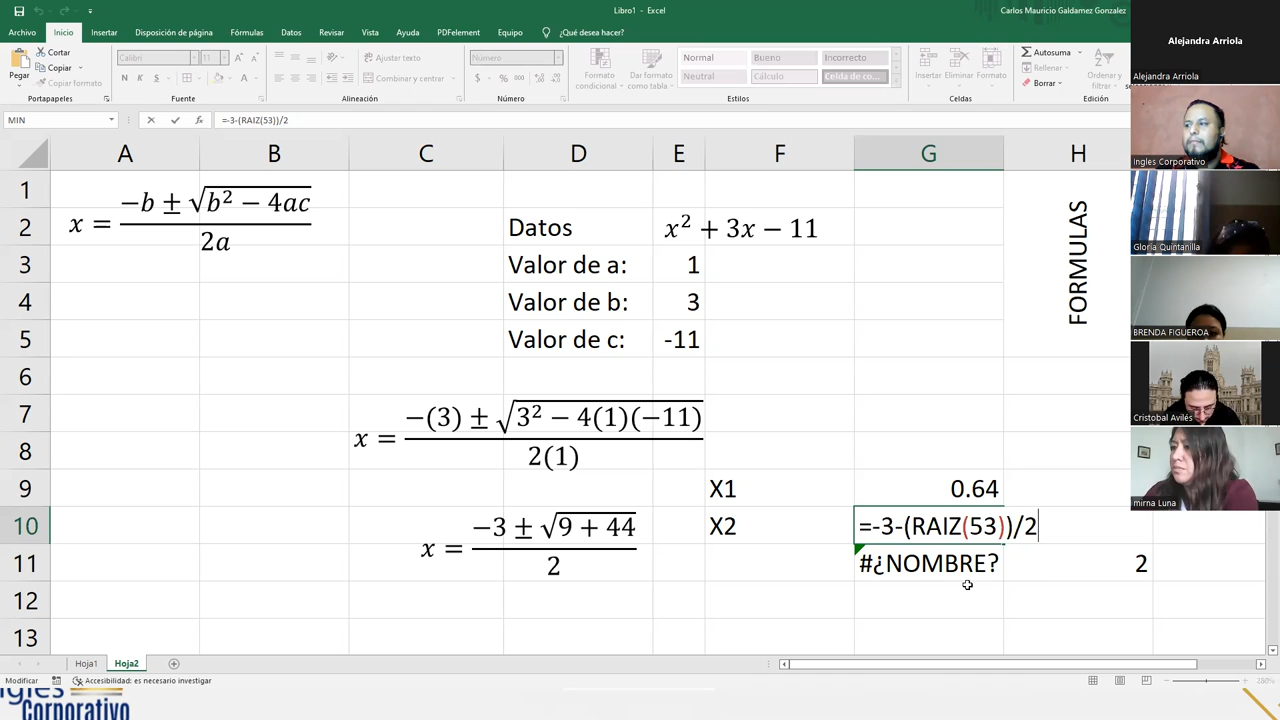 Libro1 - Excel
Carlos Mauricio Galdamez Gonzalez
Archivo Inicio Insertar Disposición de página Fórmulas Datos Revisar Vista Ayuda PDFelement Equipo ¿Qué desea hacer?
Pegar
Cortar
Copiar
Copiar formato
Portapapeles
Calibri 11
N K S
Fuente
Ajustar texto
Combinar y centrar
Alineación
Número
$ % 000
Número
Formato condicional
Dar formato como tabla
Normal Bueno Incorrecto
Neutral Cálculo Celda de co...
Estilos
Insertar Eliminar Formato
Celdas
Autosuma
Rellenar
Borrar
Ordenar y
Edición
MIN
fx
=-3-(RAIZ(53))/2
A B C D E F G H
1
2
3
4
5
6
7
8
9
10
11
12
13
x = (-b ± √(b² − 4ac))/(2a)
Datos x² + 3x − 11
Valor de a: 1
Valor de b: 3
Valor de c: -11
FORMULAS
x = (−(3) ± √(3² − 4(1)(−11)))/(2(1))
X1 0.64
x = (−3 ± √(9 + 44))/2
X2 =-3-(RAIZ(53))/2
#¿NOMBRE? 2
Hoja1 Hoja2
Modificar
Accesibilidad: es necesario investigar
Ingles
Corporativo
Alejandra Arriola
Alejandra Arriola
Ingles Corporativo
Gloria Quintanilla
BRENDA FIGUEROA
Cristobal Avilés
mirna Luna